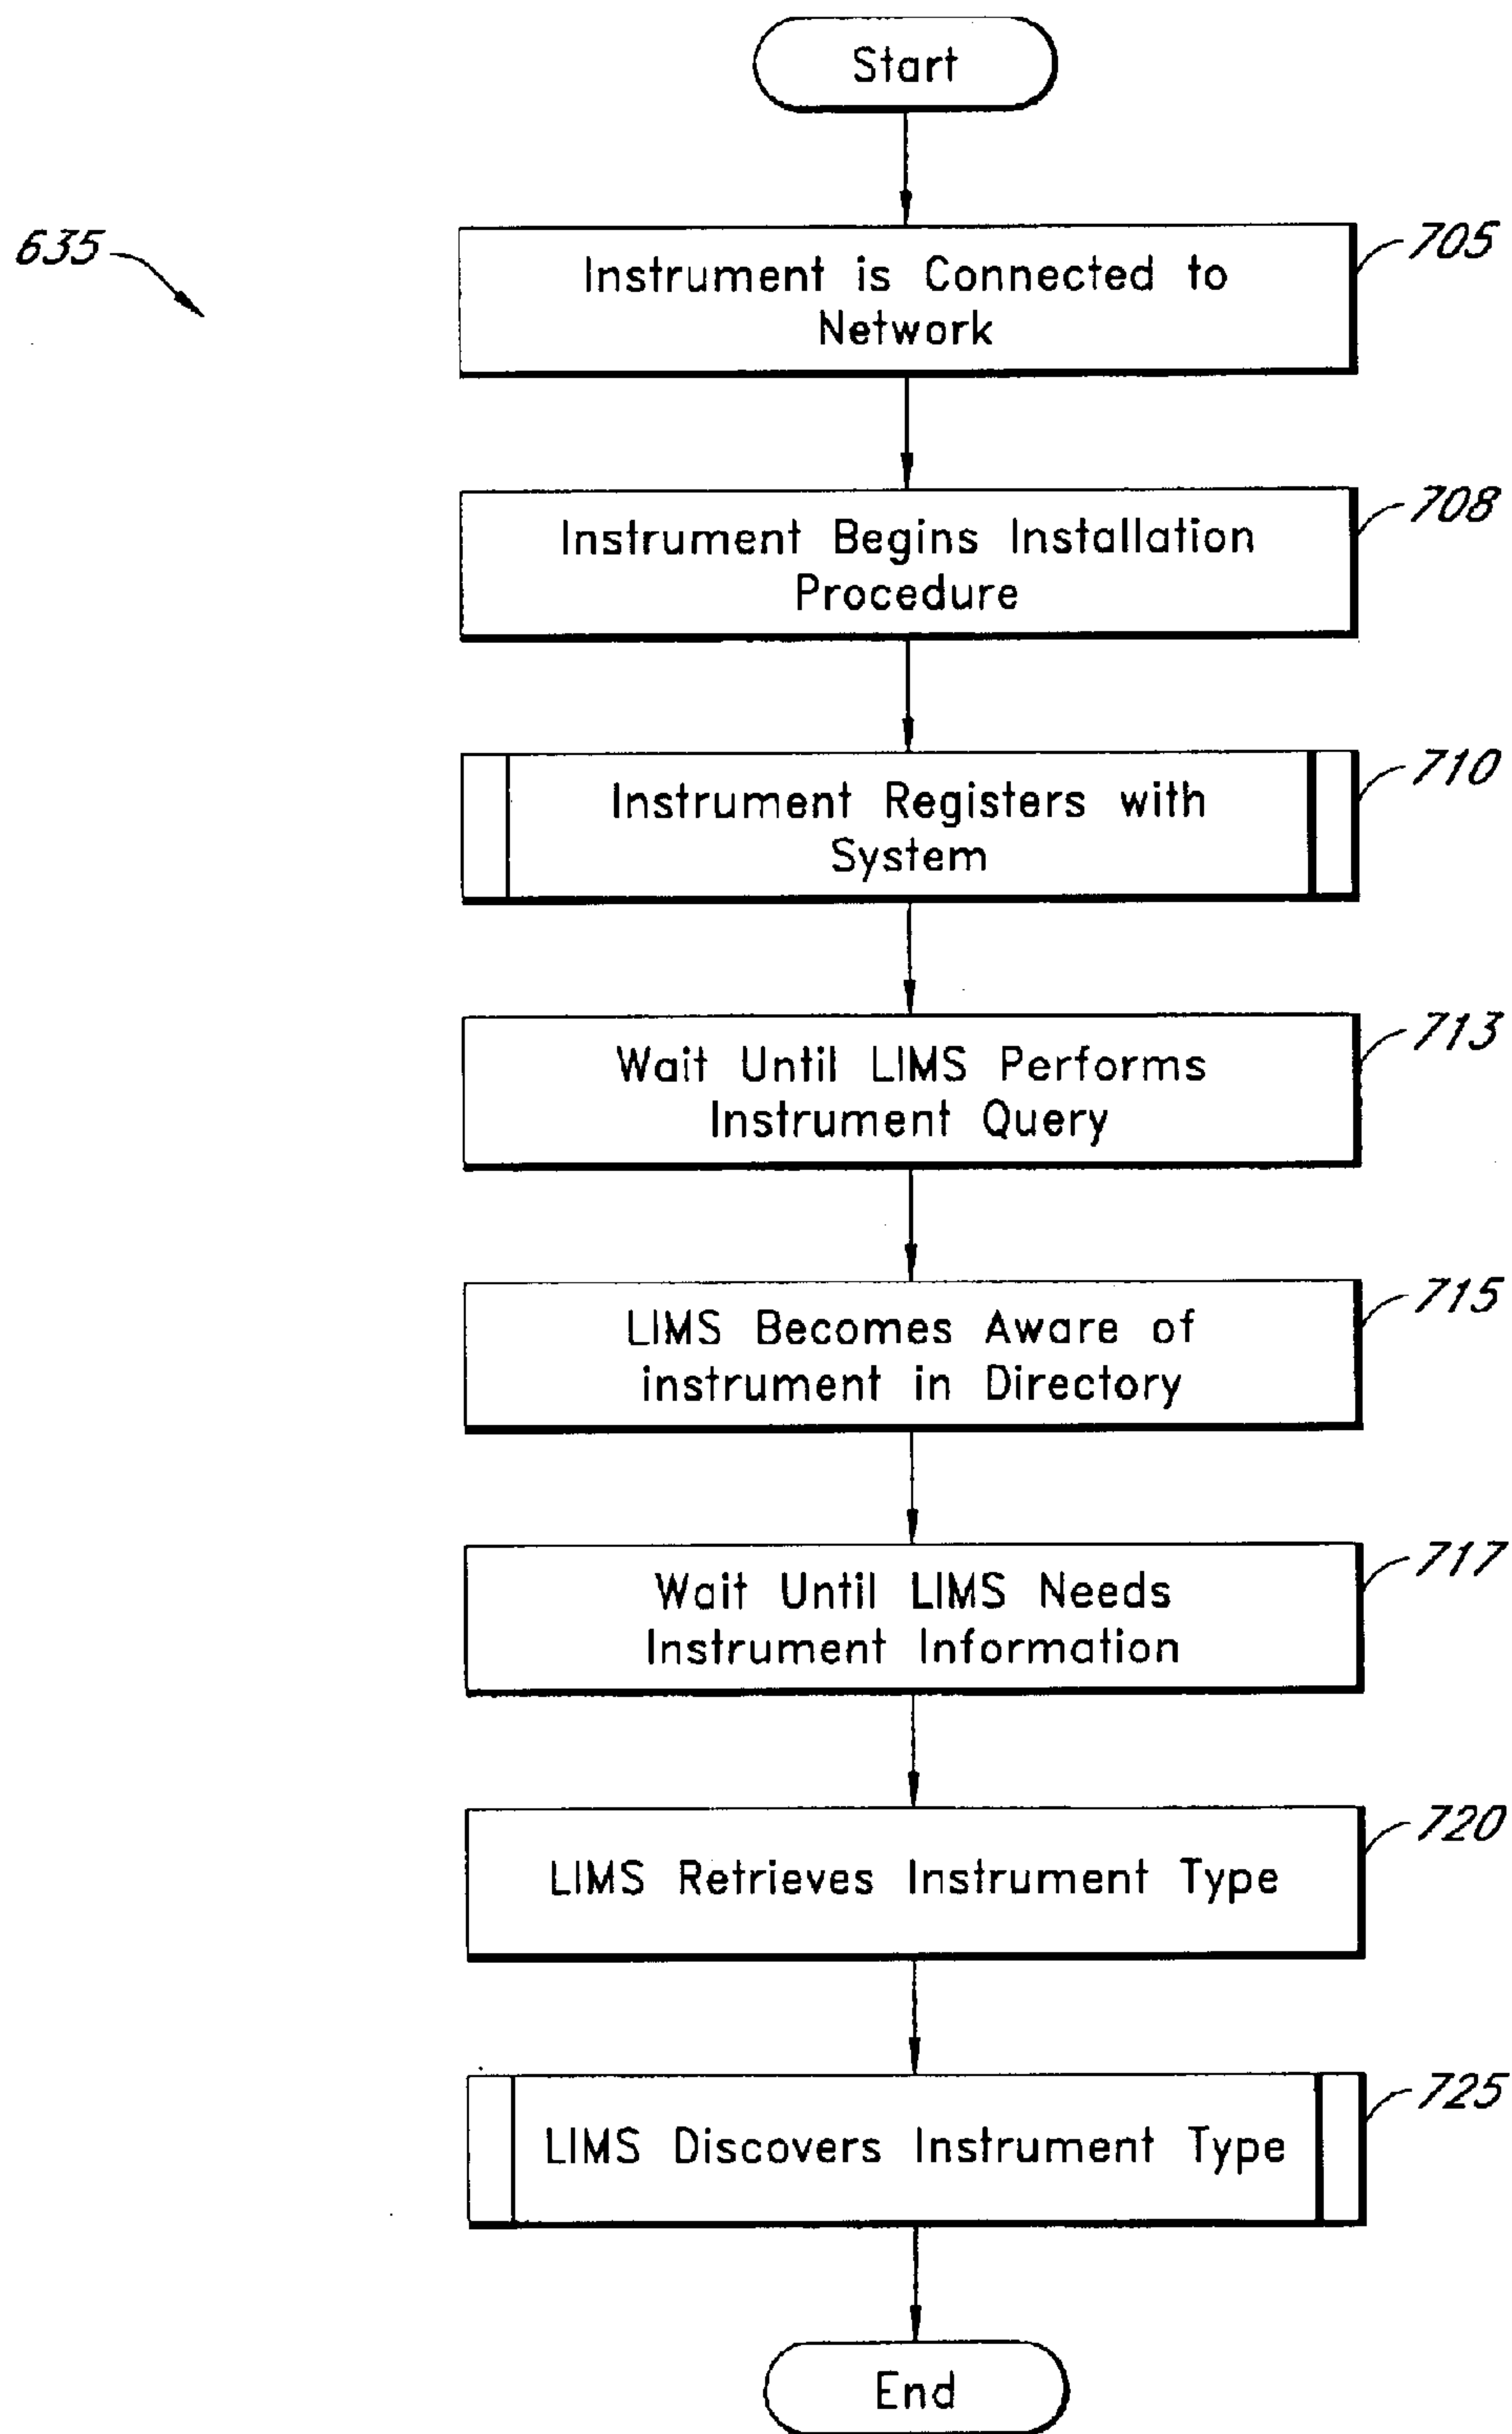 Start
635
Instrument is Connected to
Network
705
Instrument Begins Installation
Procedure
708
Instrument Registers with
System
710
Wait Until LIMS Performs
Instrument Query
713
LIMS Becomes Aware of
instrument in Directory
715
Wait Until LIMS Needs
Instrument Information
717
LIMS Retrieves Instrument Type
720
LIMS Discovers Instrument Type
725
End